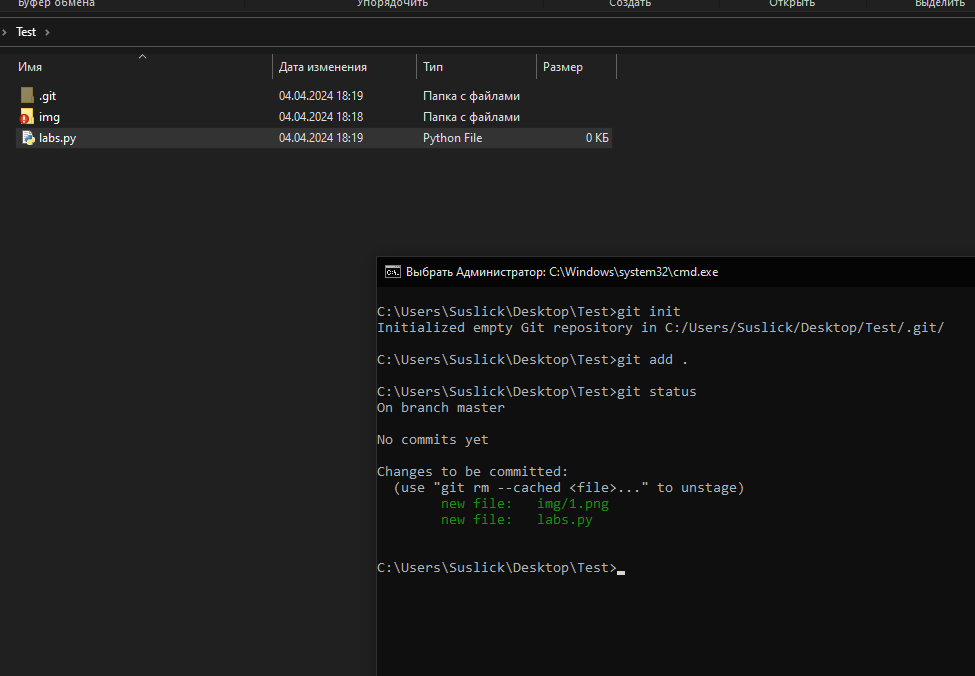 Буфер обмена Упорядочить Создать Открыть Выделить
Test
Имя Дата изменения Тип Размер
.git 04.04.2024 18:19 Папка с файлами
img 04.04.2024 18:18 Папка с файлами
labs.py 04.04.2024 18:19 Python File 0 КБ
Выбрать Администратор: C:\Windows\system32\cmd.exe
C:\Users\Suslick\Desktop\Test>git init
Initialized empty Git repository in C:/Users/Suslick/Desktop/Test/.git/
C:\Users\Suslick\Desktop\Test>git add .
C:\Users\Suslick\Desktop\Test>git status
On branch master
No commits yet
Changes to be committed:
(use "git rm --cached <file>..." to unstage)
new file: img/1.png
new file: labs.py
C:\Users\Suslick\Desktop\Test>